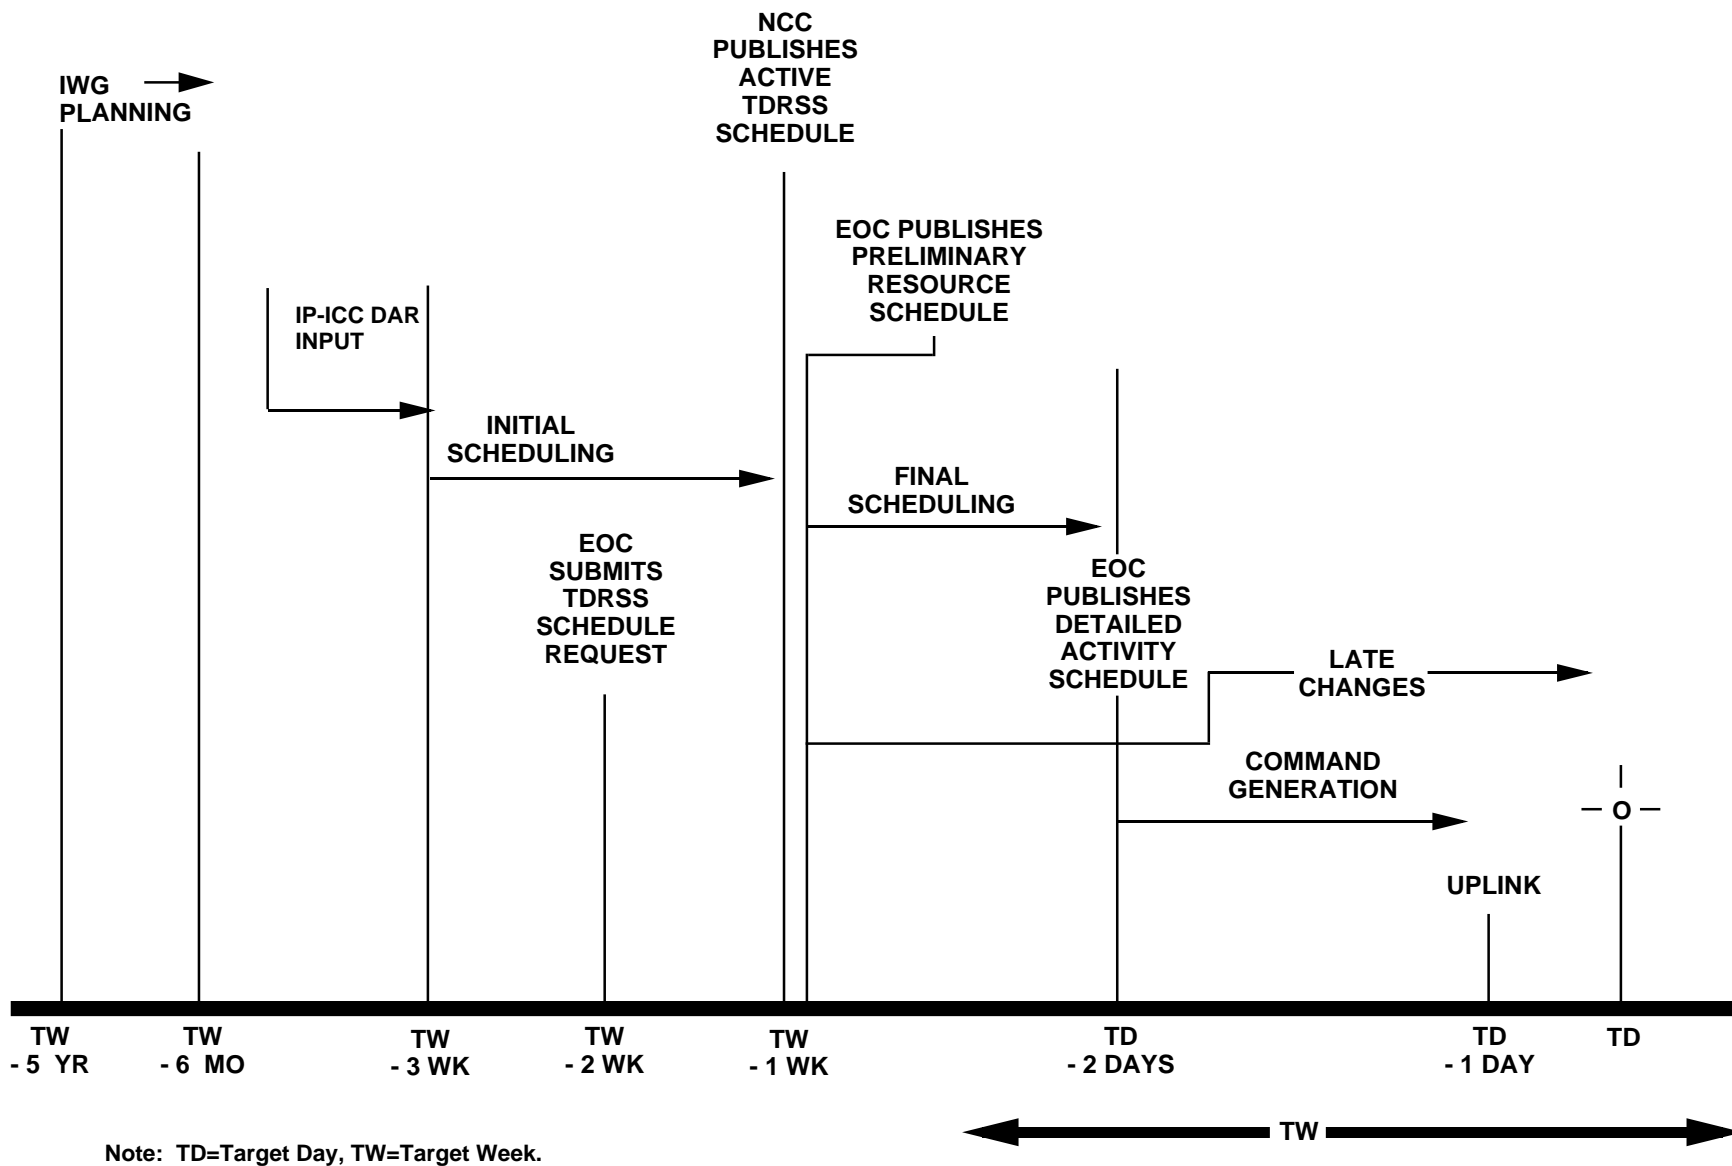 NCC
PUBLISHES
ACTIVE
TDRSS
SCHEDULE
IWG
PLANNING
EOC PUBLISHES
PRELIMINARY
RESOURCE
SCHEDULE
IP-ICC DAR
INPUT
INITIAL
SCHEDULING
FINAL
SCHEDULING
EOC
SUBMITS
TDRSS
SCHEDULE
REQUEST
EOC
PUBLISHES
DETAILED
ACTIVITY
SCHEDULE
LATE
CHANGES
COMMAND
GENERATION
O
UPLINK
TW
- 5 YR
TW
- 6 MO
TW
- 3 WK
TW
- 2 WK
TW
- 1 WK
TD
- 2 DAYS
TD
- 1 DAY
TD
TW
Note: TD=Target Day, TW=Target Week.